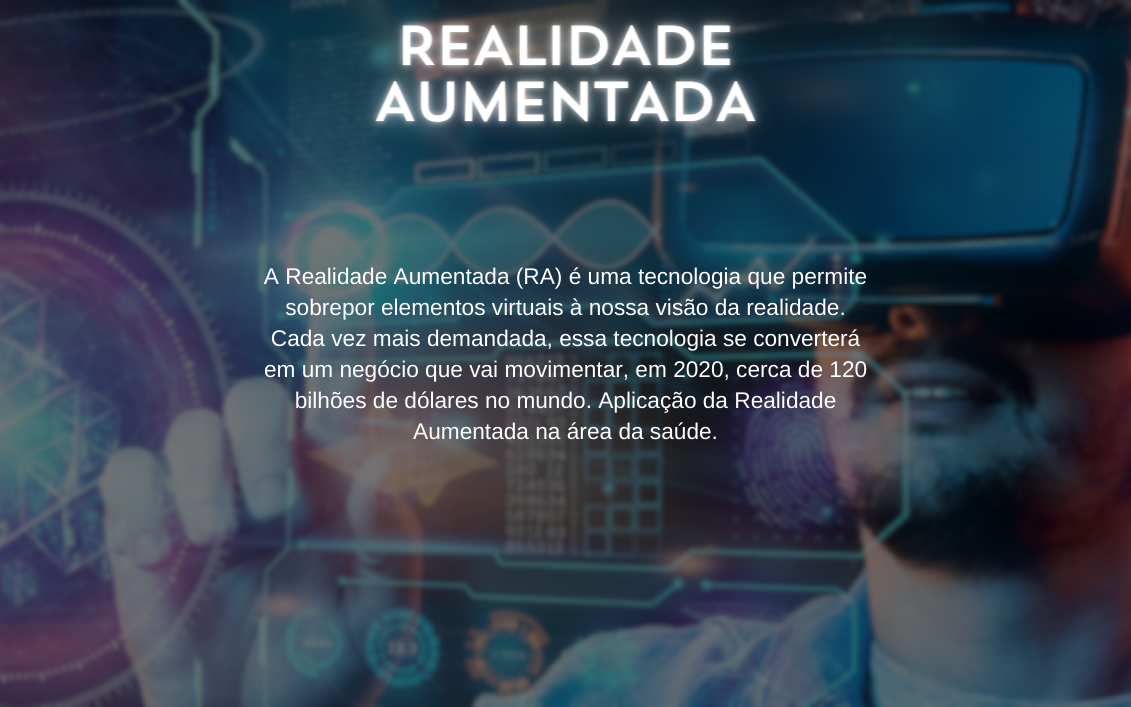 REALIDADE
AUMENTADA
A Realidade Aumentada (RA) é uma tecnologia que permite
sobrepor elementos virtuais à nossa visão da realidade.
Cada vez mais demandada, essa tecnologia se converterá
em um negócio que vai movimentar, em 2020, cerca de 120
bilhões de dólares no mundo. Aplicação da Realidade
Aumentada na área da saúde.